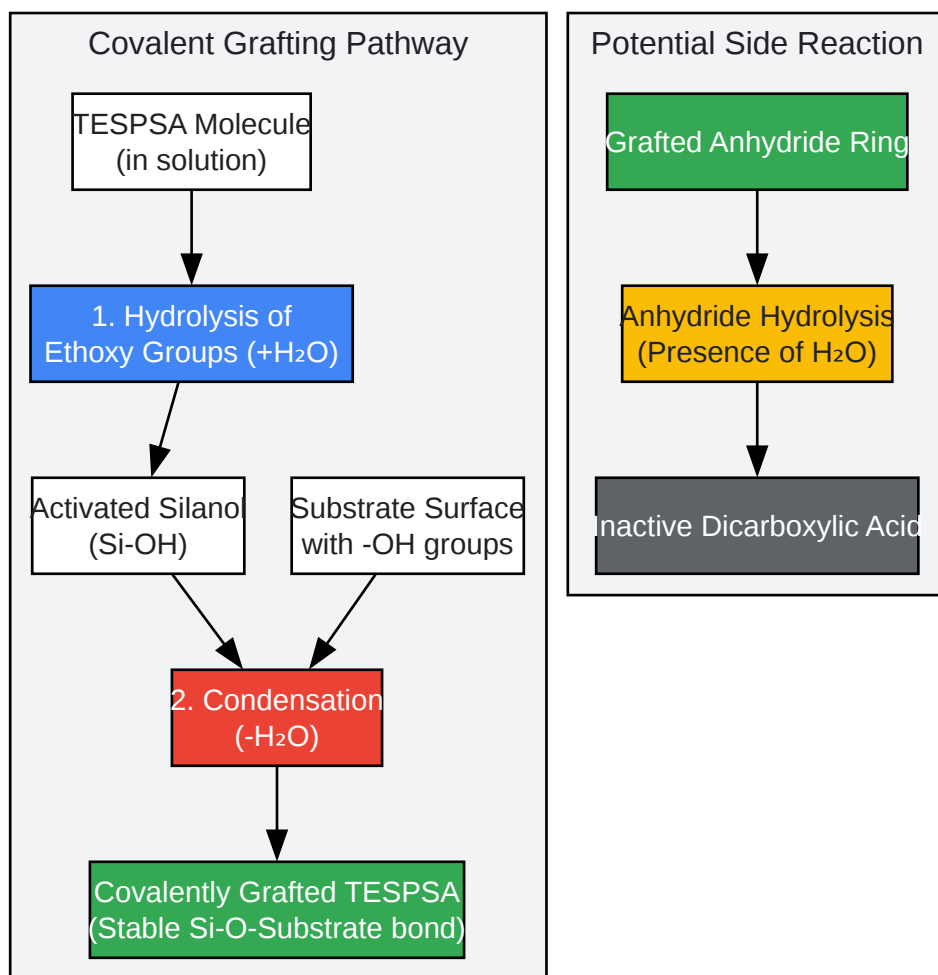 Covalent Grafting Pathway
TESPSA Molecule
(in solution)
1. Hydrolysis of
Ethoxy Groups (+H₂O)
Activated Silanol
(Si-OH)
Substrate Surface
with -OH groups
2. Condensation
(-H₂O)
Covalently Grafted TESPSA
(Stable Si-O-Substrate bond)
Potential Side Reaction
Grafted Anhydride Ring
Anhydride Hydrolysis
(Presence of H₂O)
Inactive Dicarboxylic Acid